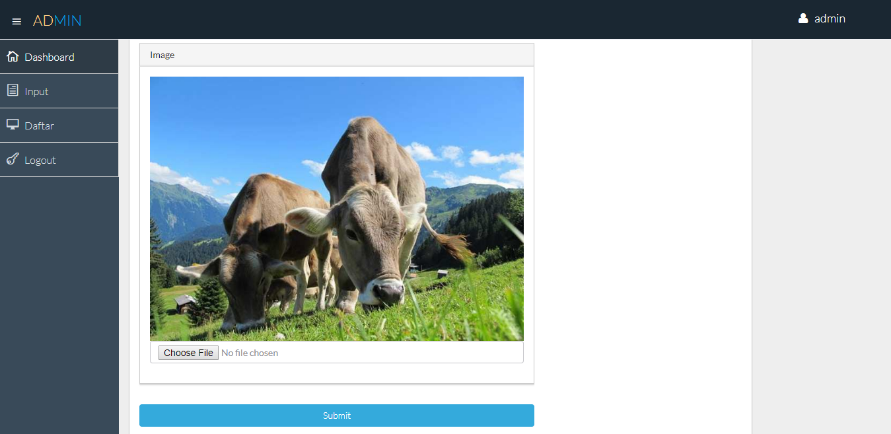 ADMIN
admin
Dashboard
Input
Daftar
Logout
Image
Choose File No file chosen
Submit